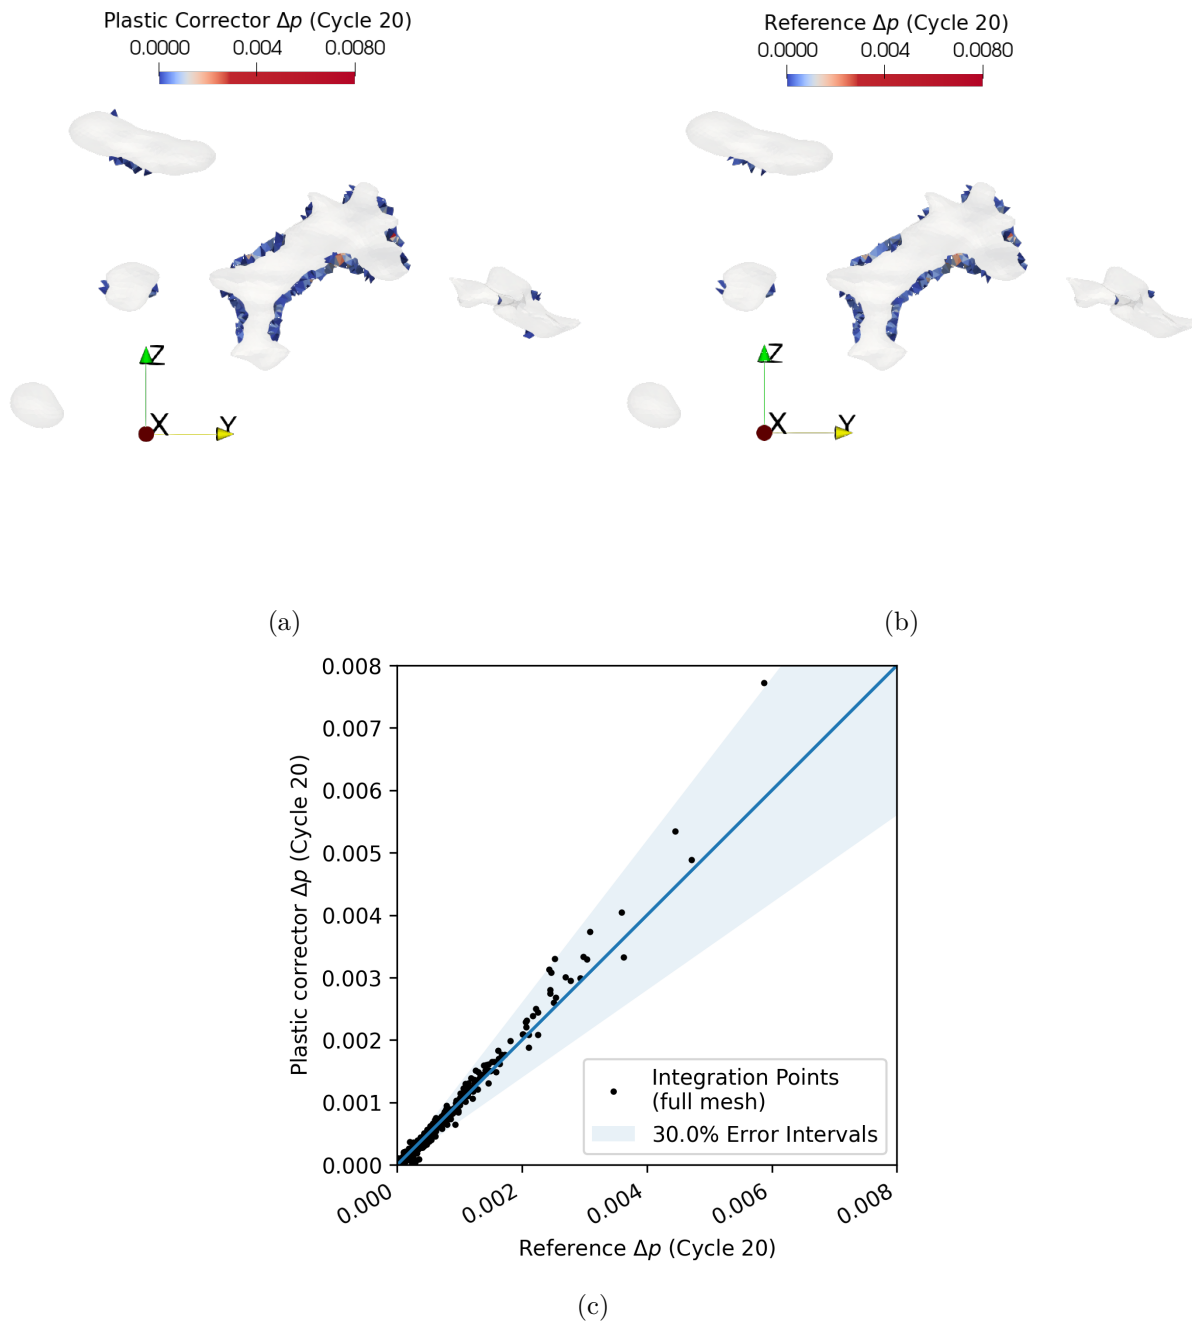 Plastic Corrector Δp (Cycle 20)
0.0000 0.004 0.0080
Reference Δp (Cycle 20)
0.0000 0.004 0.0080
Z
X
Y
Z
X
Y
(a)
(b)
0.008
0.007
0.006
0.005
0.004
0.003
0.002
0.001
0.000
Plastic corrector Δp (Cycle 20)
Integration Points
(full mesh)
30.0% Error Intervals
0.000 0.002 0.004 0.006 0.008
Reference Δp (Cycle 20)
(c)